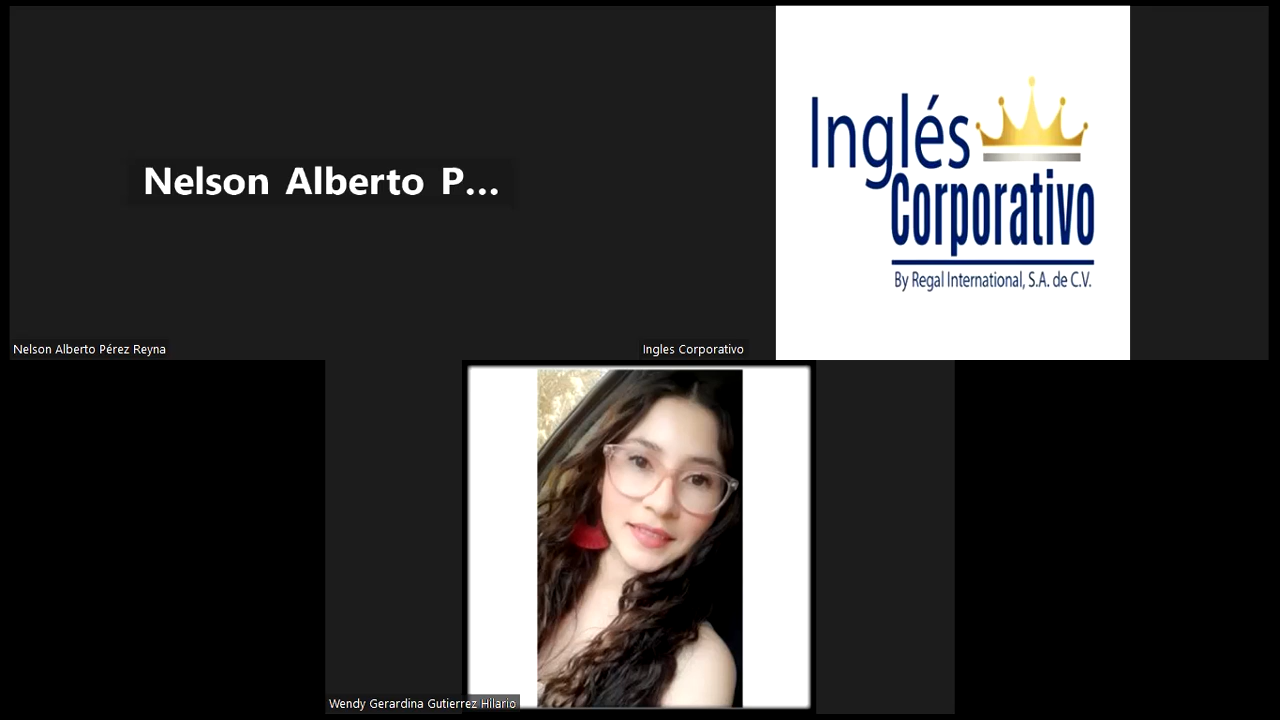 Nelson Alberto P...
Nelson Alberto Pérez Reyna
Inglés
Corporativo
By Regal International, S.A. de C.V.
Ingles Corporativo
Wendy Gerardina Gutierrez Hilario